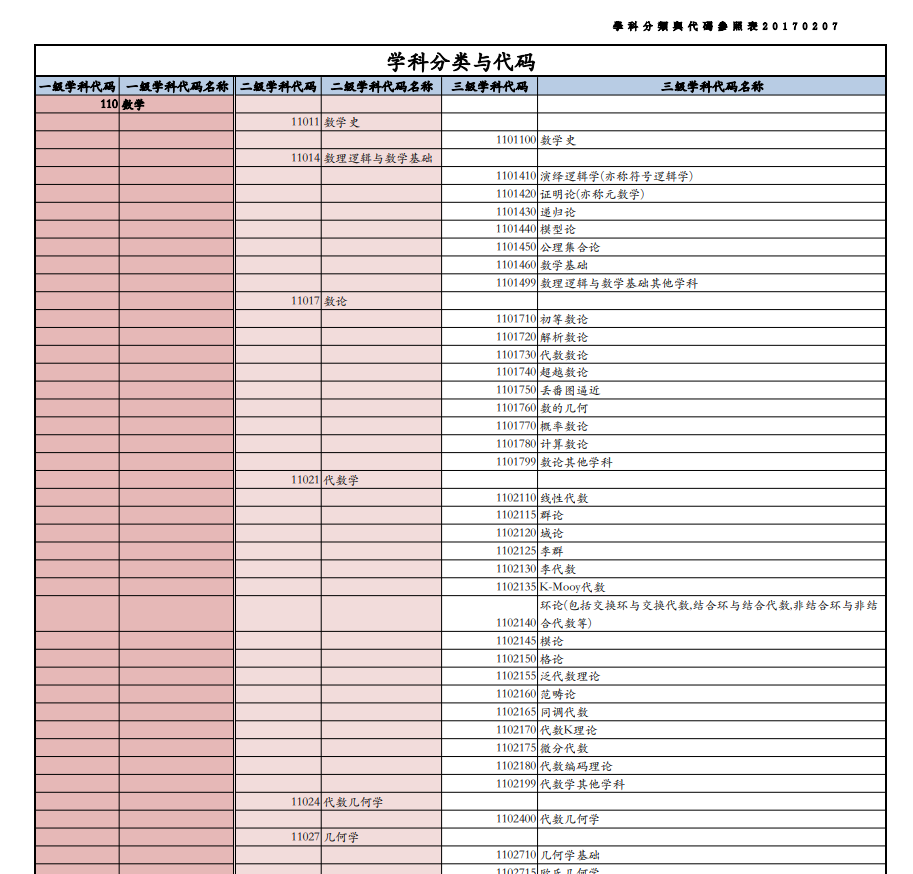 學科分類與代碼參照表20170207
学科分类与代码
一级学科代码 一级学科代码名称 二级学科代码 二级学科代码名称 三级学科代码 三级学科代码名称
110 数学
11011 数学史
1101100 数学史
11014 数理逻辑与数学基础
1101410 演绎逻辑学(亦称符号逻辑学)
1101420 证明论(亦称元数学)
1101430 递归论
1101440 模型论
1101450 公理集合论
1101460 数学基础
1101499 数理逻辑与数学基础其他学科
11017 数论
1101710 初等数论
1101720 解析数论
1101730 代数数论
1101740 超越数论
1101750 丢番图逼近
1101760 数的几何
1101770 概率数论
1101780 计算数论
1101799 数论其他学科
11021 代数学
1102110 线性代数
1102115 群论
1102120 域论
1102125 李群
1102130 李代数
1102135 K-Mooy代数
环论(包括交换环与交换代数,结合环与结合代数,非结合环与非结
1102140 合代数等)
1102145 模论
1102150 格论
1102155 泛代数理论
1102160 范畴论
1102165 同调代数
1102170 代数K理论
1102175 微分代数
1102180 代数编码理论
1102199 代数学其他学科
11024 代数几何学
1102400 代数几何学
11027 几何学
1102710 几何学基础
1102715 欧氏几何学